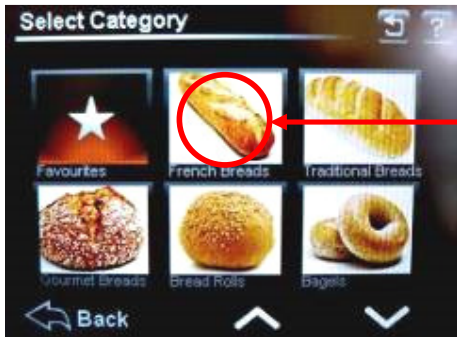 Select Category
?
Favourites
French Breads
Traditional Breads
Gourmet Breads
Bread Rolls
Bagels
Back